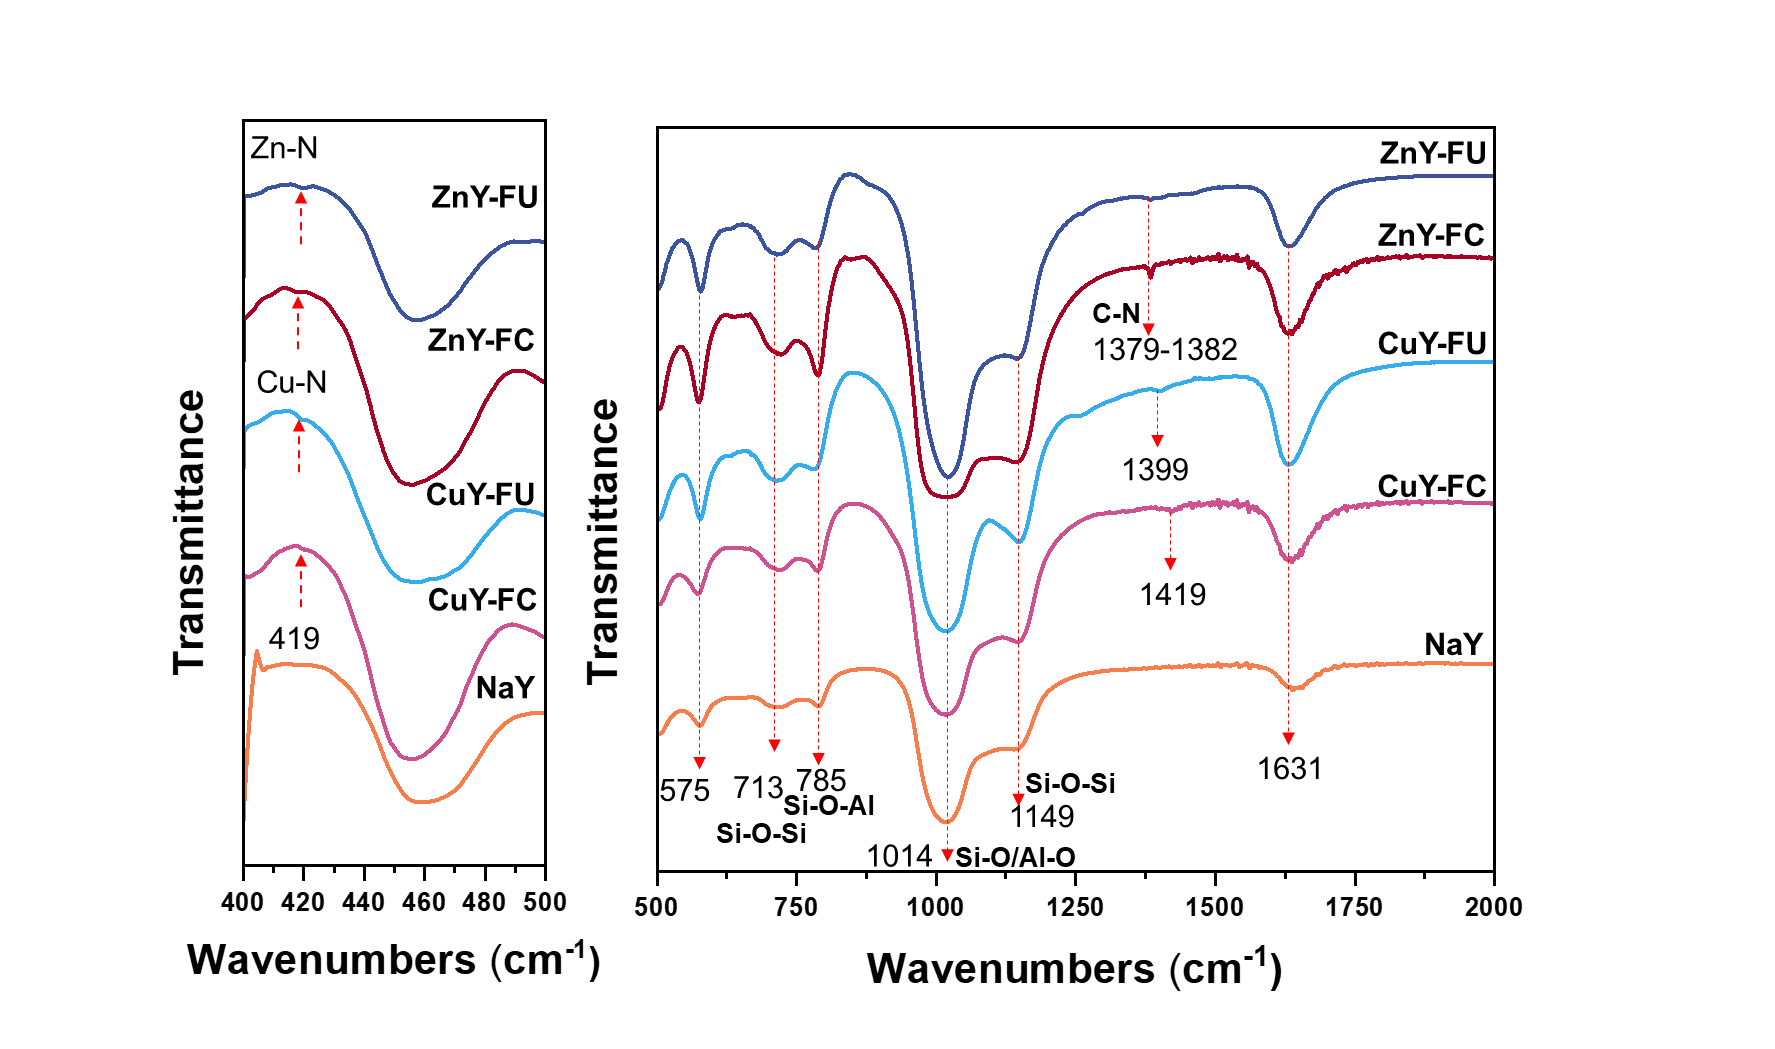 Zn-N
ZnY-FU
ZnY-FC
Cu-N
CuY-FU
CuY-FC
419
NaY
Transmittance
400 420 440 460 480 500
Wavenumbers (cm-1)
ZnY-FU
ZnY-FC
C-N
1379-1382
CuY-FU
1399
CuY-FC
1419
NaY
1631
575
713
785
Si-O-Al
Si-O-Si
Si-O-Si
1149
1014
Si-O/Al-O
Transmittance
500 750 1000 1250 1500 1750 2000
Wavenumbers (cm-1)